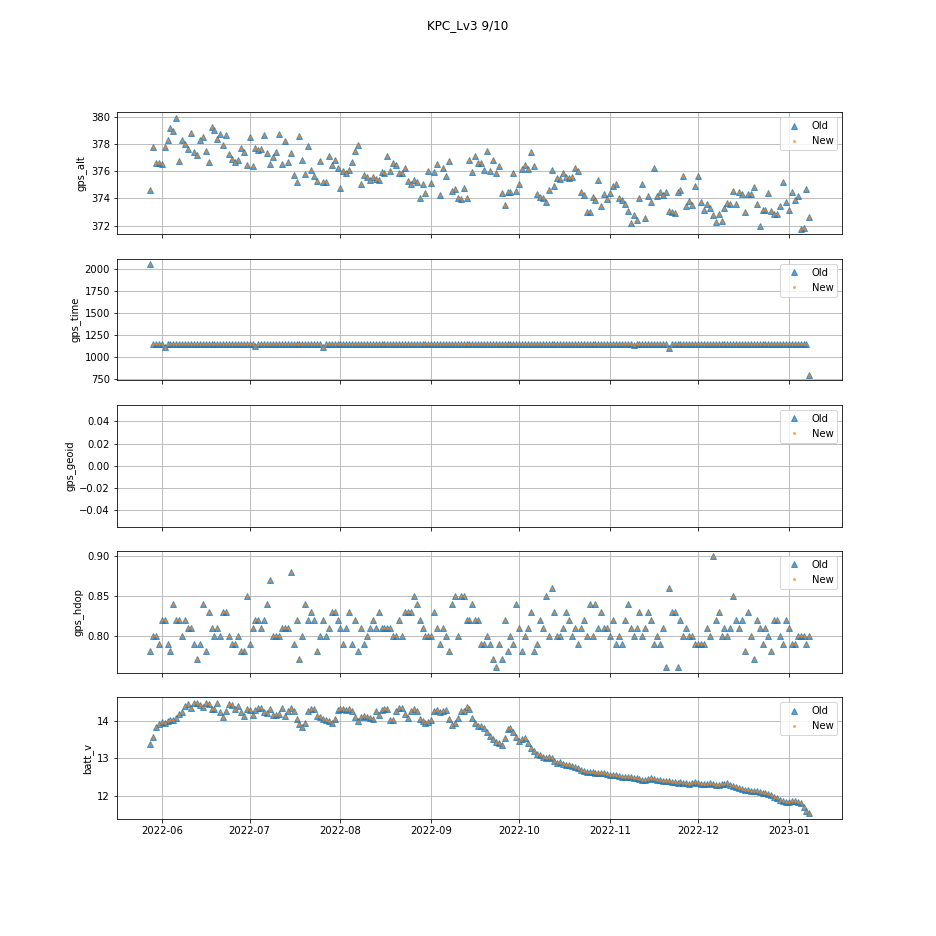 KPC_Lv3 9/10
380
378
376
374
372
gps_alt
Old
New
2000
1750
1500
1250
1000
750
gps_time
Old
New
0.04
0.02
0.00
−0.02
−0.04
gps_geoid
Old
New
0.90
0.85
0.80
gps_hdop
Old
New
14
13
12
batt_v
Old
New
2022-06 2022-07 2022-08 2022-09 2022-10 2022-11 2022-12 2023-01